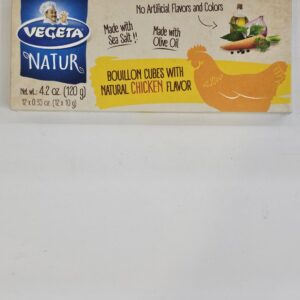 No Artificial Flavors and Colors
VEGETA
NATUR
Made with
Sea Salt!!
Made with
Olive Oil
BOUILLON CUBES WITH
NATURAL CHICKEN FLAVOR
Net wt.: 4.2 oz. (120 g)
12 x 0.35 oz. (12 x 10 g)